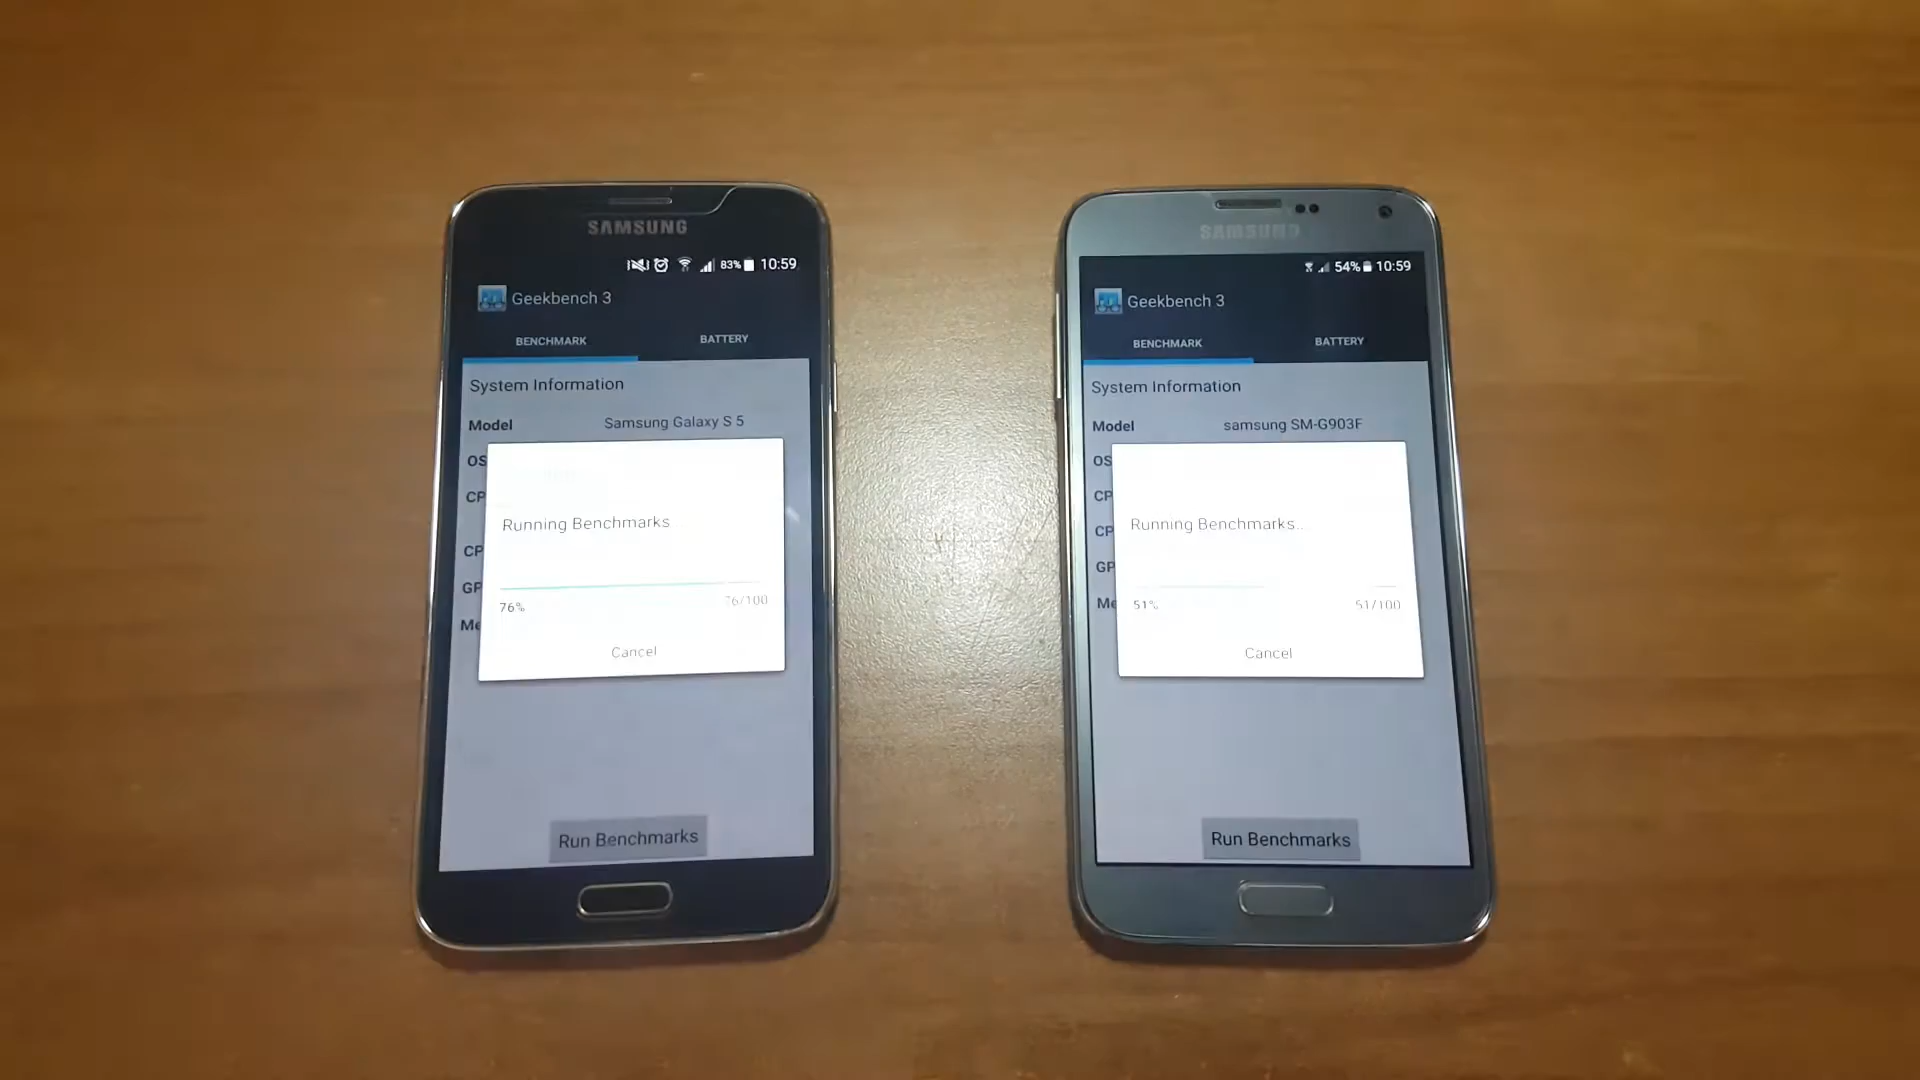 SAMSUNG
83% 10:59
Geekbench 3
BENCHMARK BATTERY
System Information
Model Samsung Galaxy S 5
OS
CP
Running Benchmarks
CP
GP
76% 76/100
Me
Cancel
Run Benchmarks
SAMSUNG
54% 10:59
Geekbench 3
BENCHMARK BATTERY
System Information
Model samsung SM-G903F
OS
CP
Running Benchmarks...
CP
GP
Me 51% 51/100
Cancel
Run Benchmarks